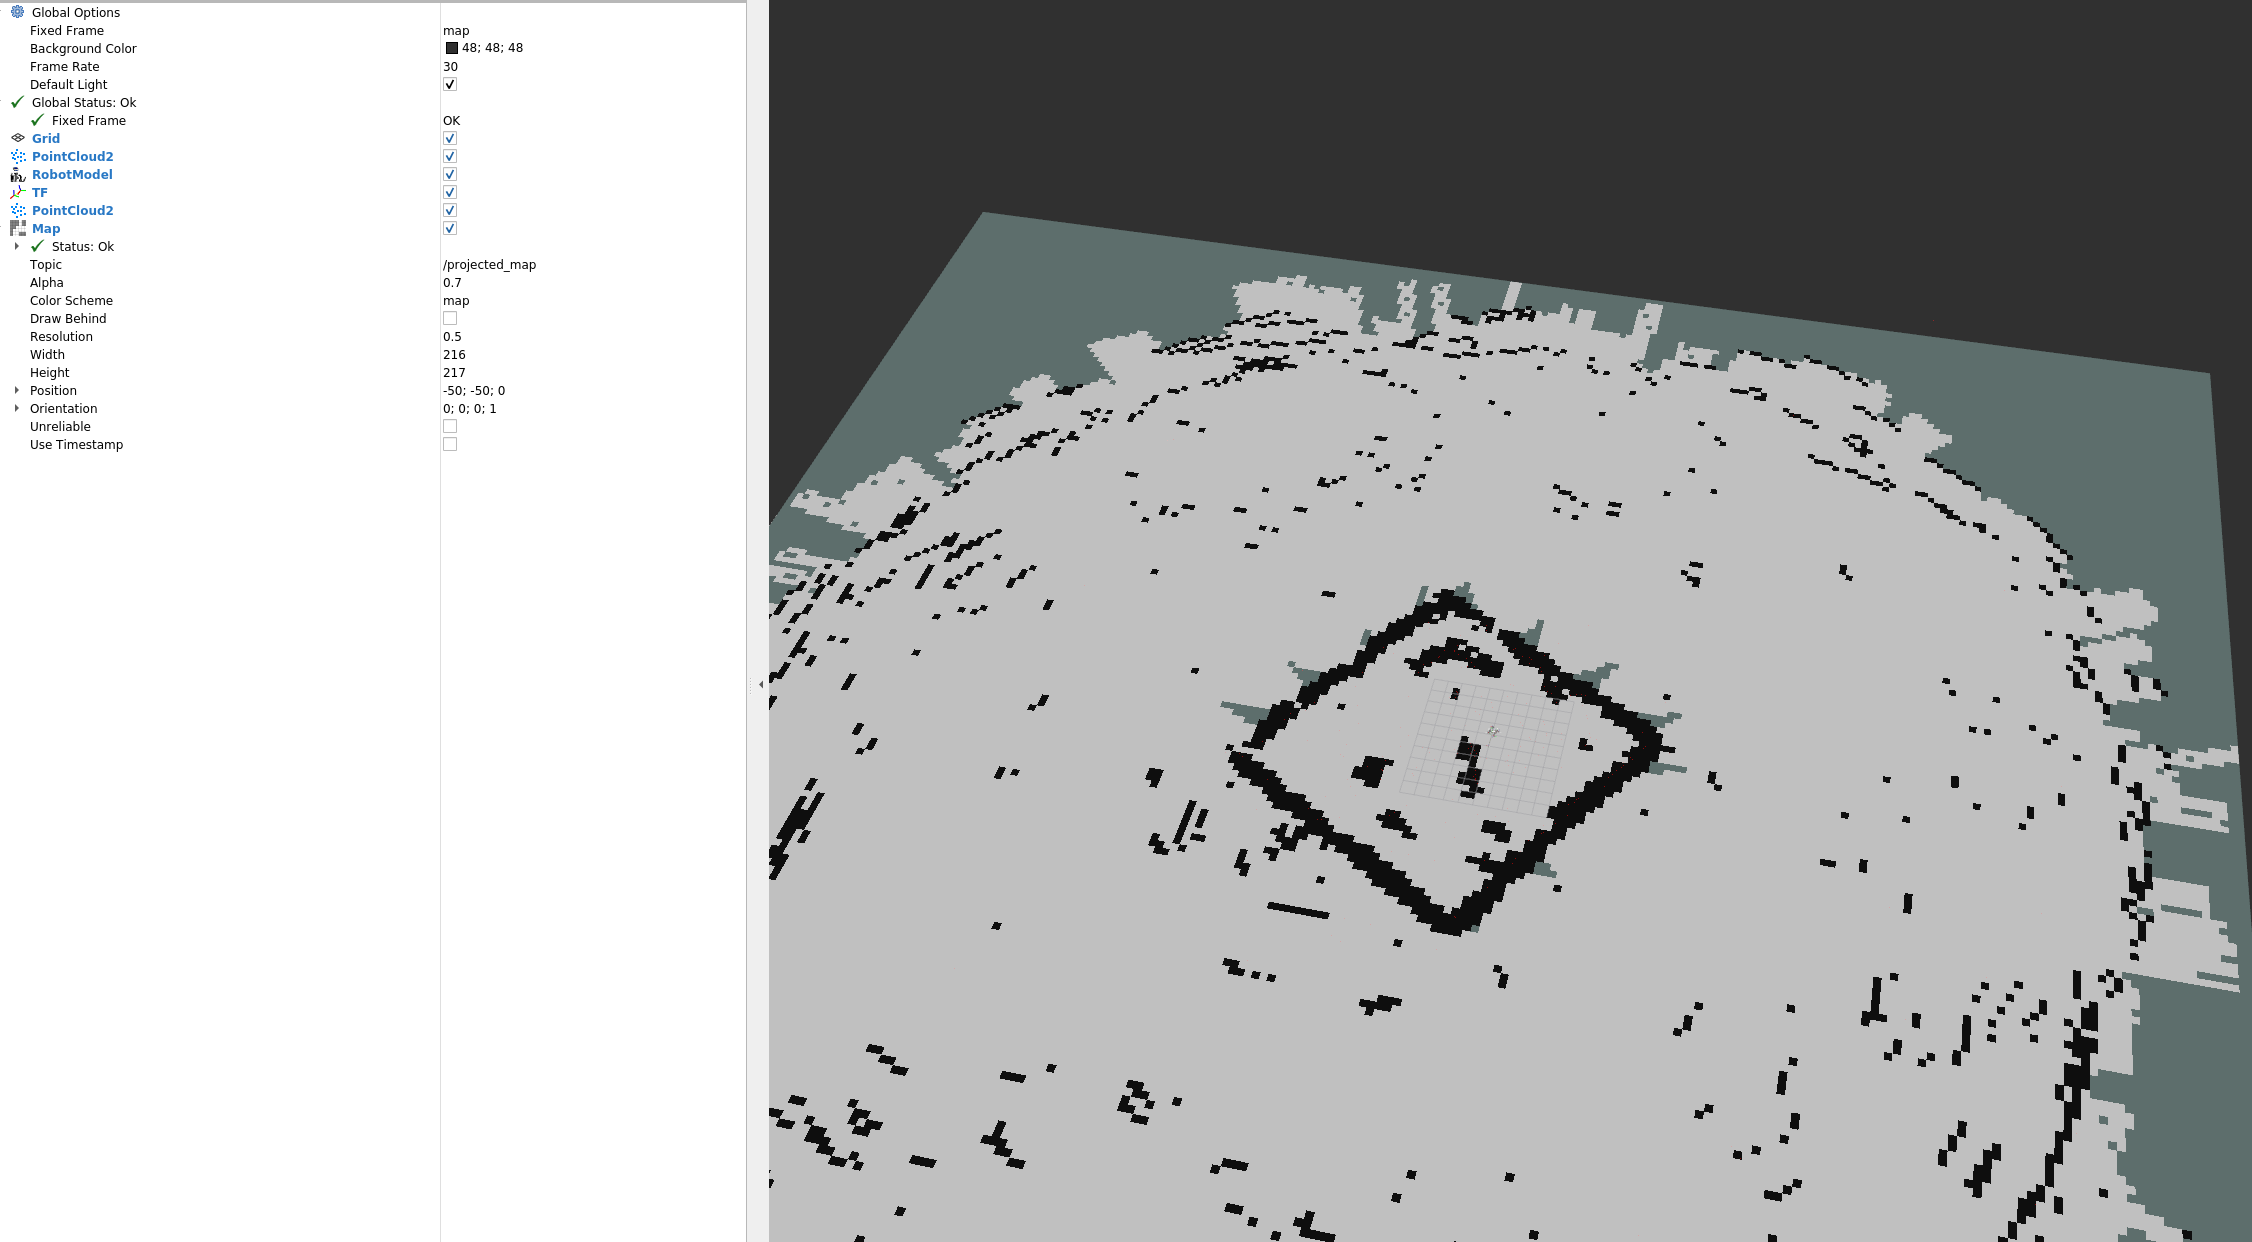 Global Options
Fixed Frame map
Background Color 48; 48; 48
Frame Rate 30
Default Light
Global Status: Ok
Fixed Frame OK
Grid
PointCloud2
RobotModel
TF
PointCloud2
Map
Status: Ok
Topic /projected_map
Alpha 0.7
Color Scheme map
Draw Behind
Resolution 0.5
Width 216
Height 217
Position -50; -50; 0
Orientation 0; 0; 0; 1
Unreliable
Use Timestamp